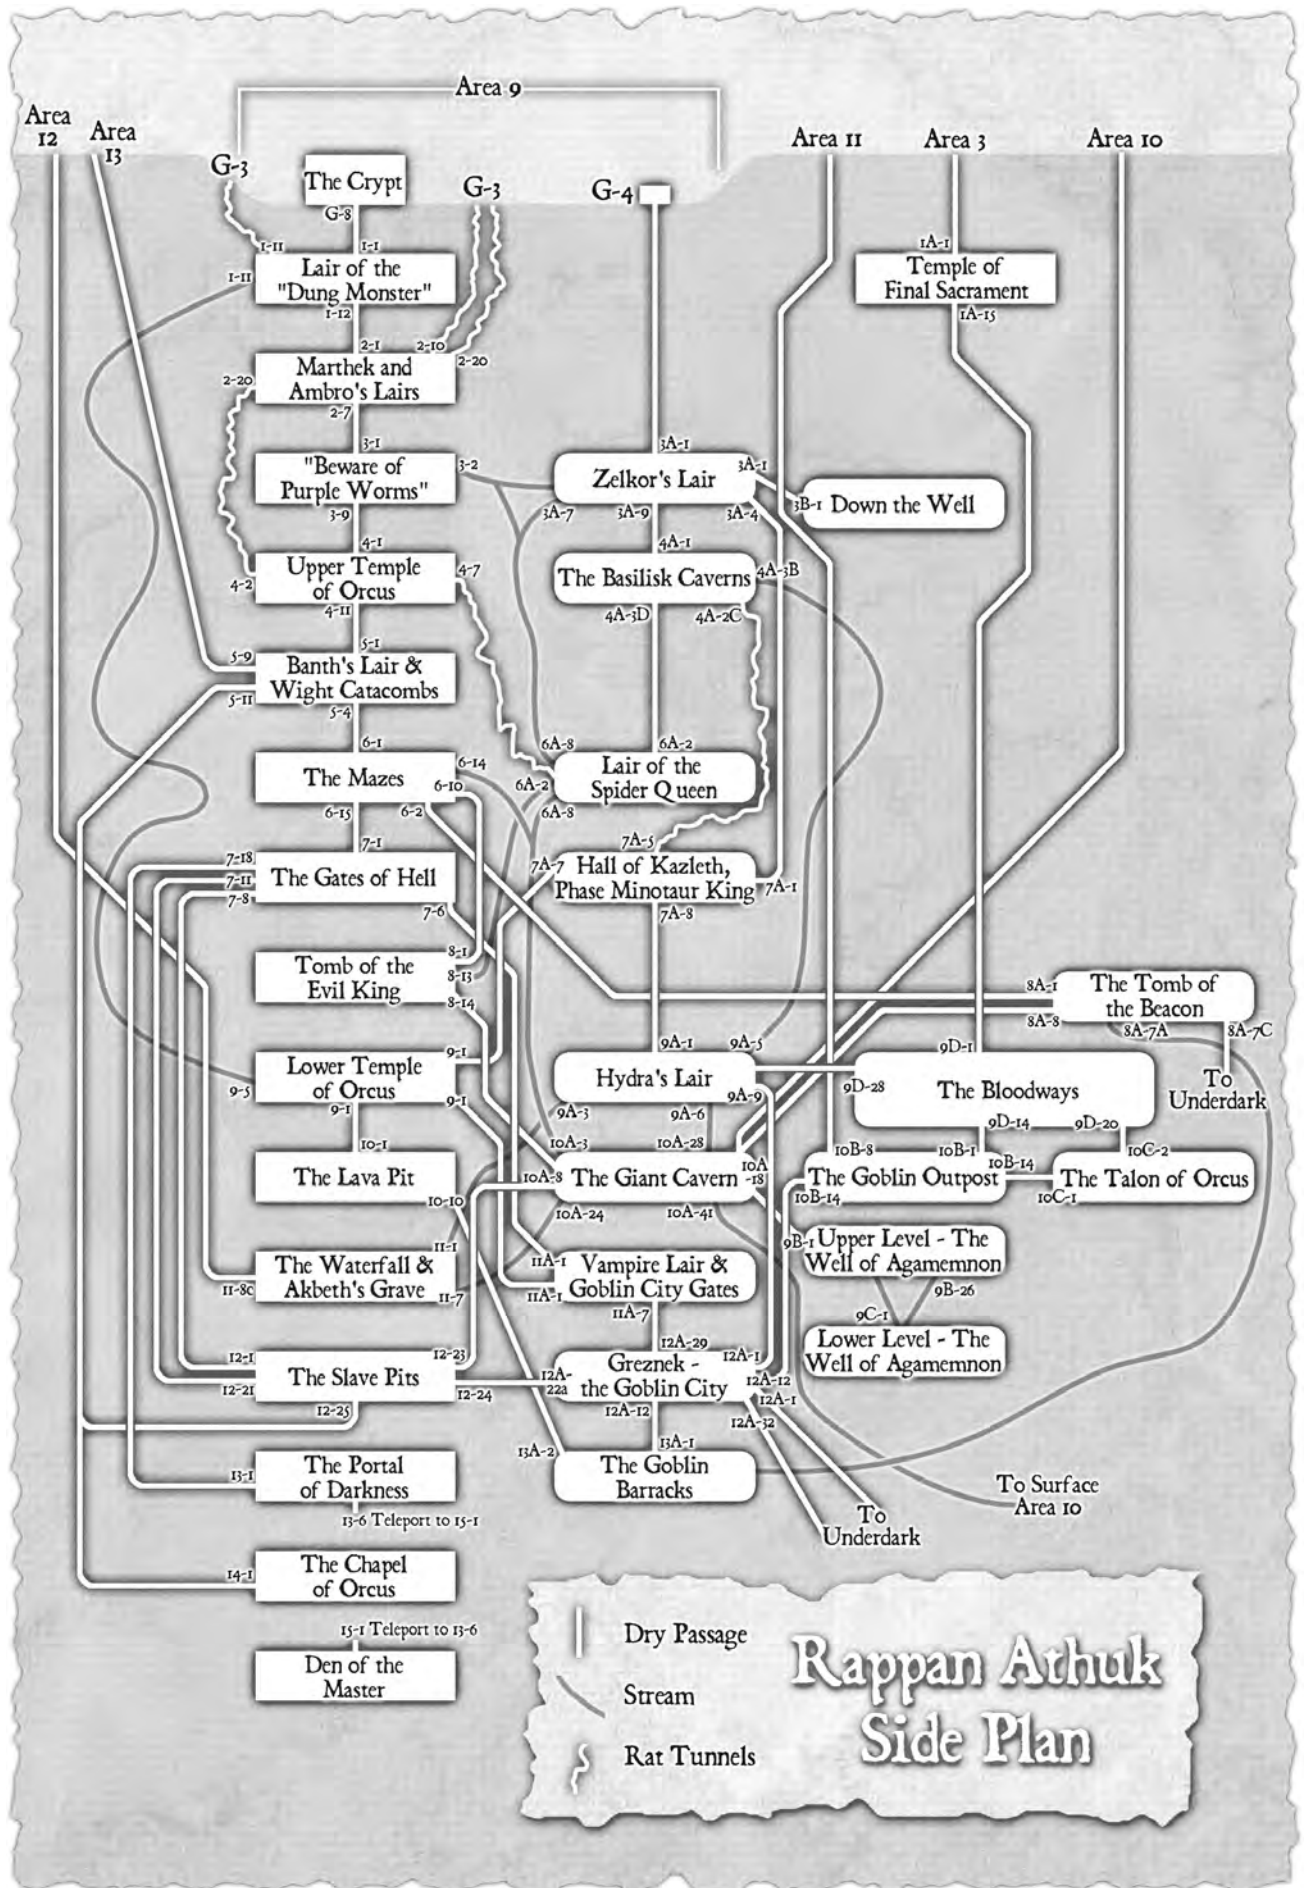 Area 9
Area
12
Area
13
Area 11
Area 3
Area 10
G-3
The Crypt
G-8
G-3
G-4
1-11
1-1
1-11
Lair of the
"Dung Monster"
1-12
1A-1
Temple of
Final Sacrament
1A-15
2-1
2-10
2-20
2-20
Marthek and
Ambro's Lairs
2-7
3-1
"Beware of
Purple Worms"
3-2
3-9
3A-1
Zelkor's Lair
3A-1
3A-7
3A-9
3A-4
3B-1
Down the Well
4-1
Upper Temple
of Orcus
4-7
4-2
4-11
4A-1
The Basilisk Caverns
4A-3B
4A-3D
4A-2C
5-1
5-9
Banth's Lair &
Wight Catacombs
5-11
5-4
6-1
The Mazes
6-14
6-10
6-15
6-2
6A-8
6A-2
Lair of the
Spider Queen
6A-2
6A-8
7-1
7-18
7-11
7-8
The Gates of Hell
7-6
7A-5
7A-7
Hall of Kazleth,
Phase Minotaur King
7A-1
7A-8
8-1
Tomb of the
Evil King
8-13
8-14
8A-1
The Tomb of
the Beacon
8A-8
8A-7A
8A-7C
To
Underdark
9-1
Lower Temple
of Orcus
9-5
9-1
9-1
9A-1
9A-5
Hydra's Lair
9A-9
9A-3
9A-6
9D-1
The Bloodways
9D-28
9D-14
9D-20
10-1
The Lava Pit
10-10
10A-3
10A-28
10A-8
The Giant Cavern
10A
-18
10A-24
10A-41
10B-8
10B-1
The Goblin Outpost
10B-14
10B-14
10C-2
The Talon of Orcus
10C-1
11-1
The Waterfall &
Akbeth's Grave
11-8c
11-7
11A-1
Vampire Lair &
Goblin City Gates
11A-1
11A-7
9B-1
Upper Level - The
Well of Agamemnon
9B-26
9C-1
Lower Level - The
Well of Agamemnon
12-1
12-23
The Slave Pits
12-21
12-24
12-25
12A-29
12A-1
Greznek -
the Goblin City
12A-
22a
12A-12
12A-1
12A-12
12A-32
13A-2
13A-1
The Goblin
Barracks
13-1
The Portal
of Darkness
13-6 Teleport to 15-1
To Surface
Area 10
To
Underdark
14-1
The Chapel
of Orcus
15-1 Teleport to 13-6
Den of the
Master
Dry Passage
Stream
Rat Tunnels
Rappan Athuk
Side Plan